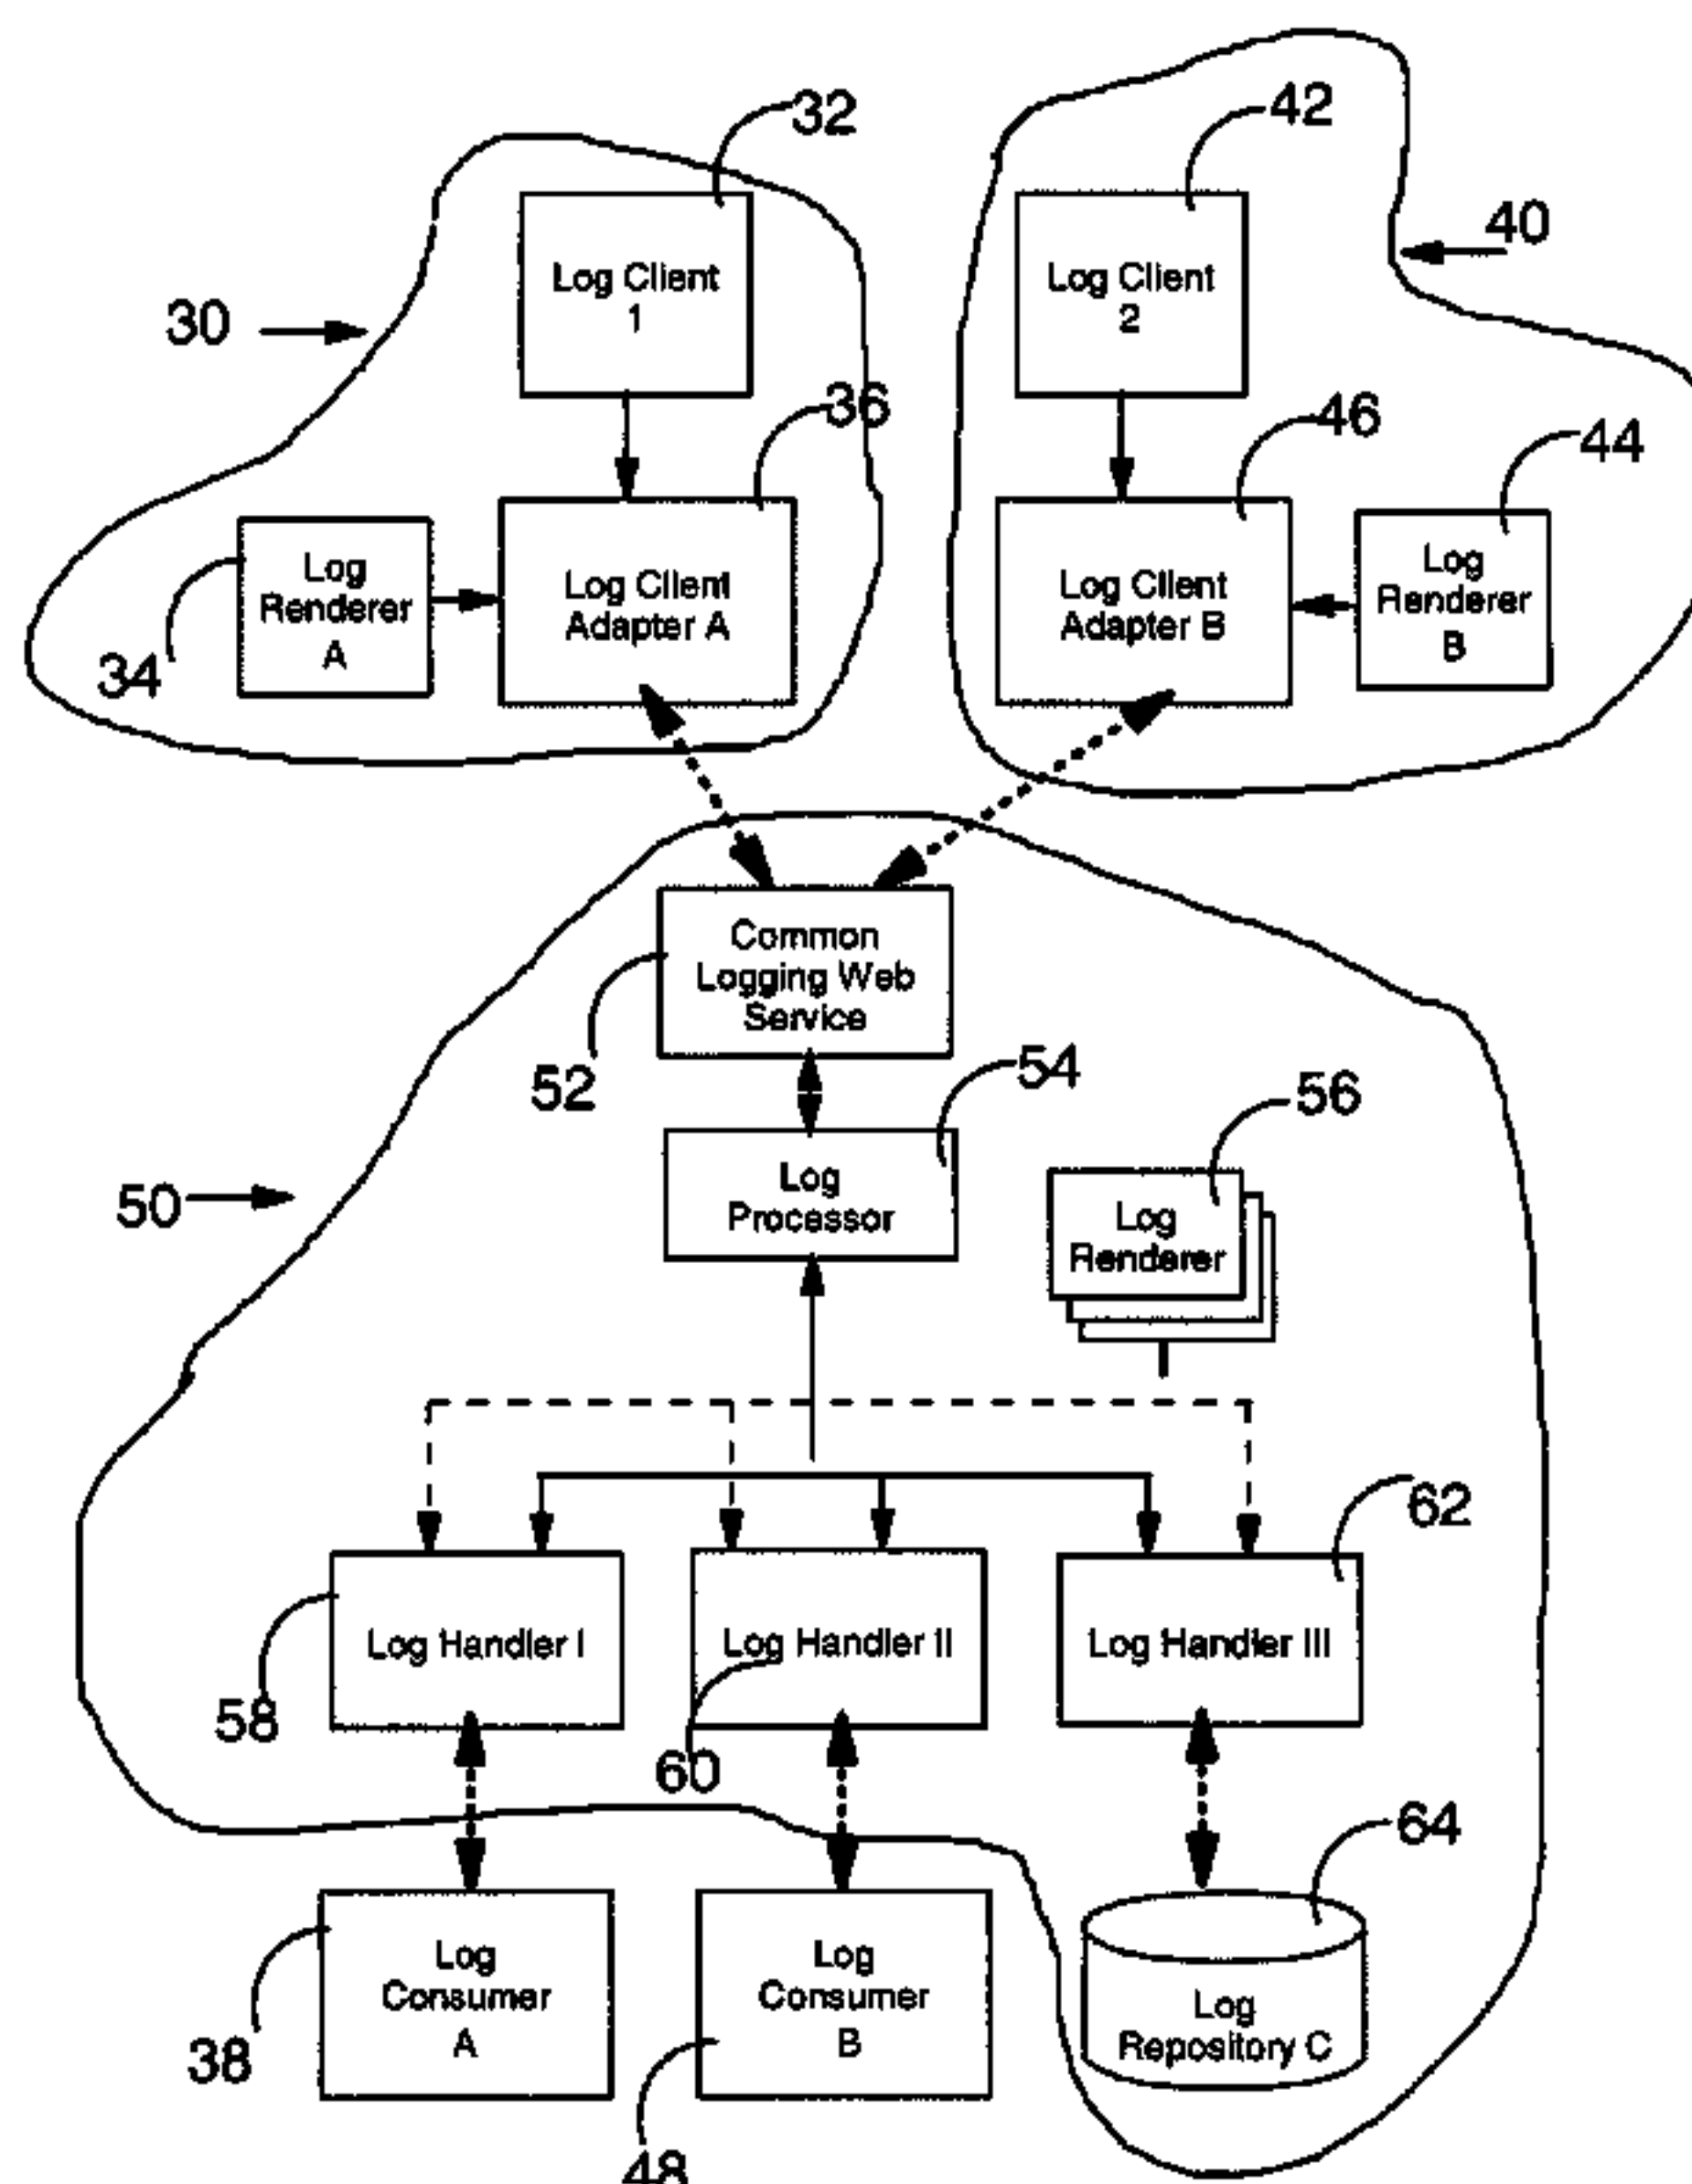 32
42
40
Log Client
1
Log Client
2
30
36
46
44
Log
Renderer
A
Log Client
Adapter A
Log Client
Adapter B
Log
Renderer
B
34
Common
Logging Web
Service
52
54
56
Log
Processor
Log
Renderer
50
62
Log Handler I
Log Handler II
Log Handler III
58
60
64
Log
Consumer
A
Log
Consumer
B
Log
Repository C
38
48